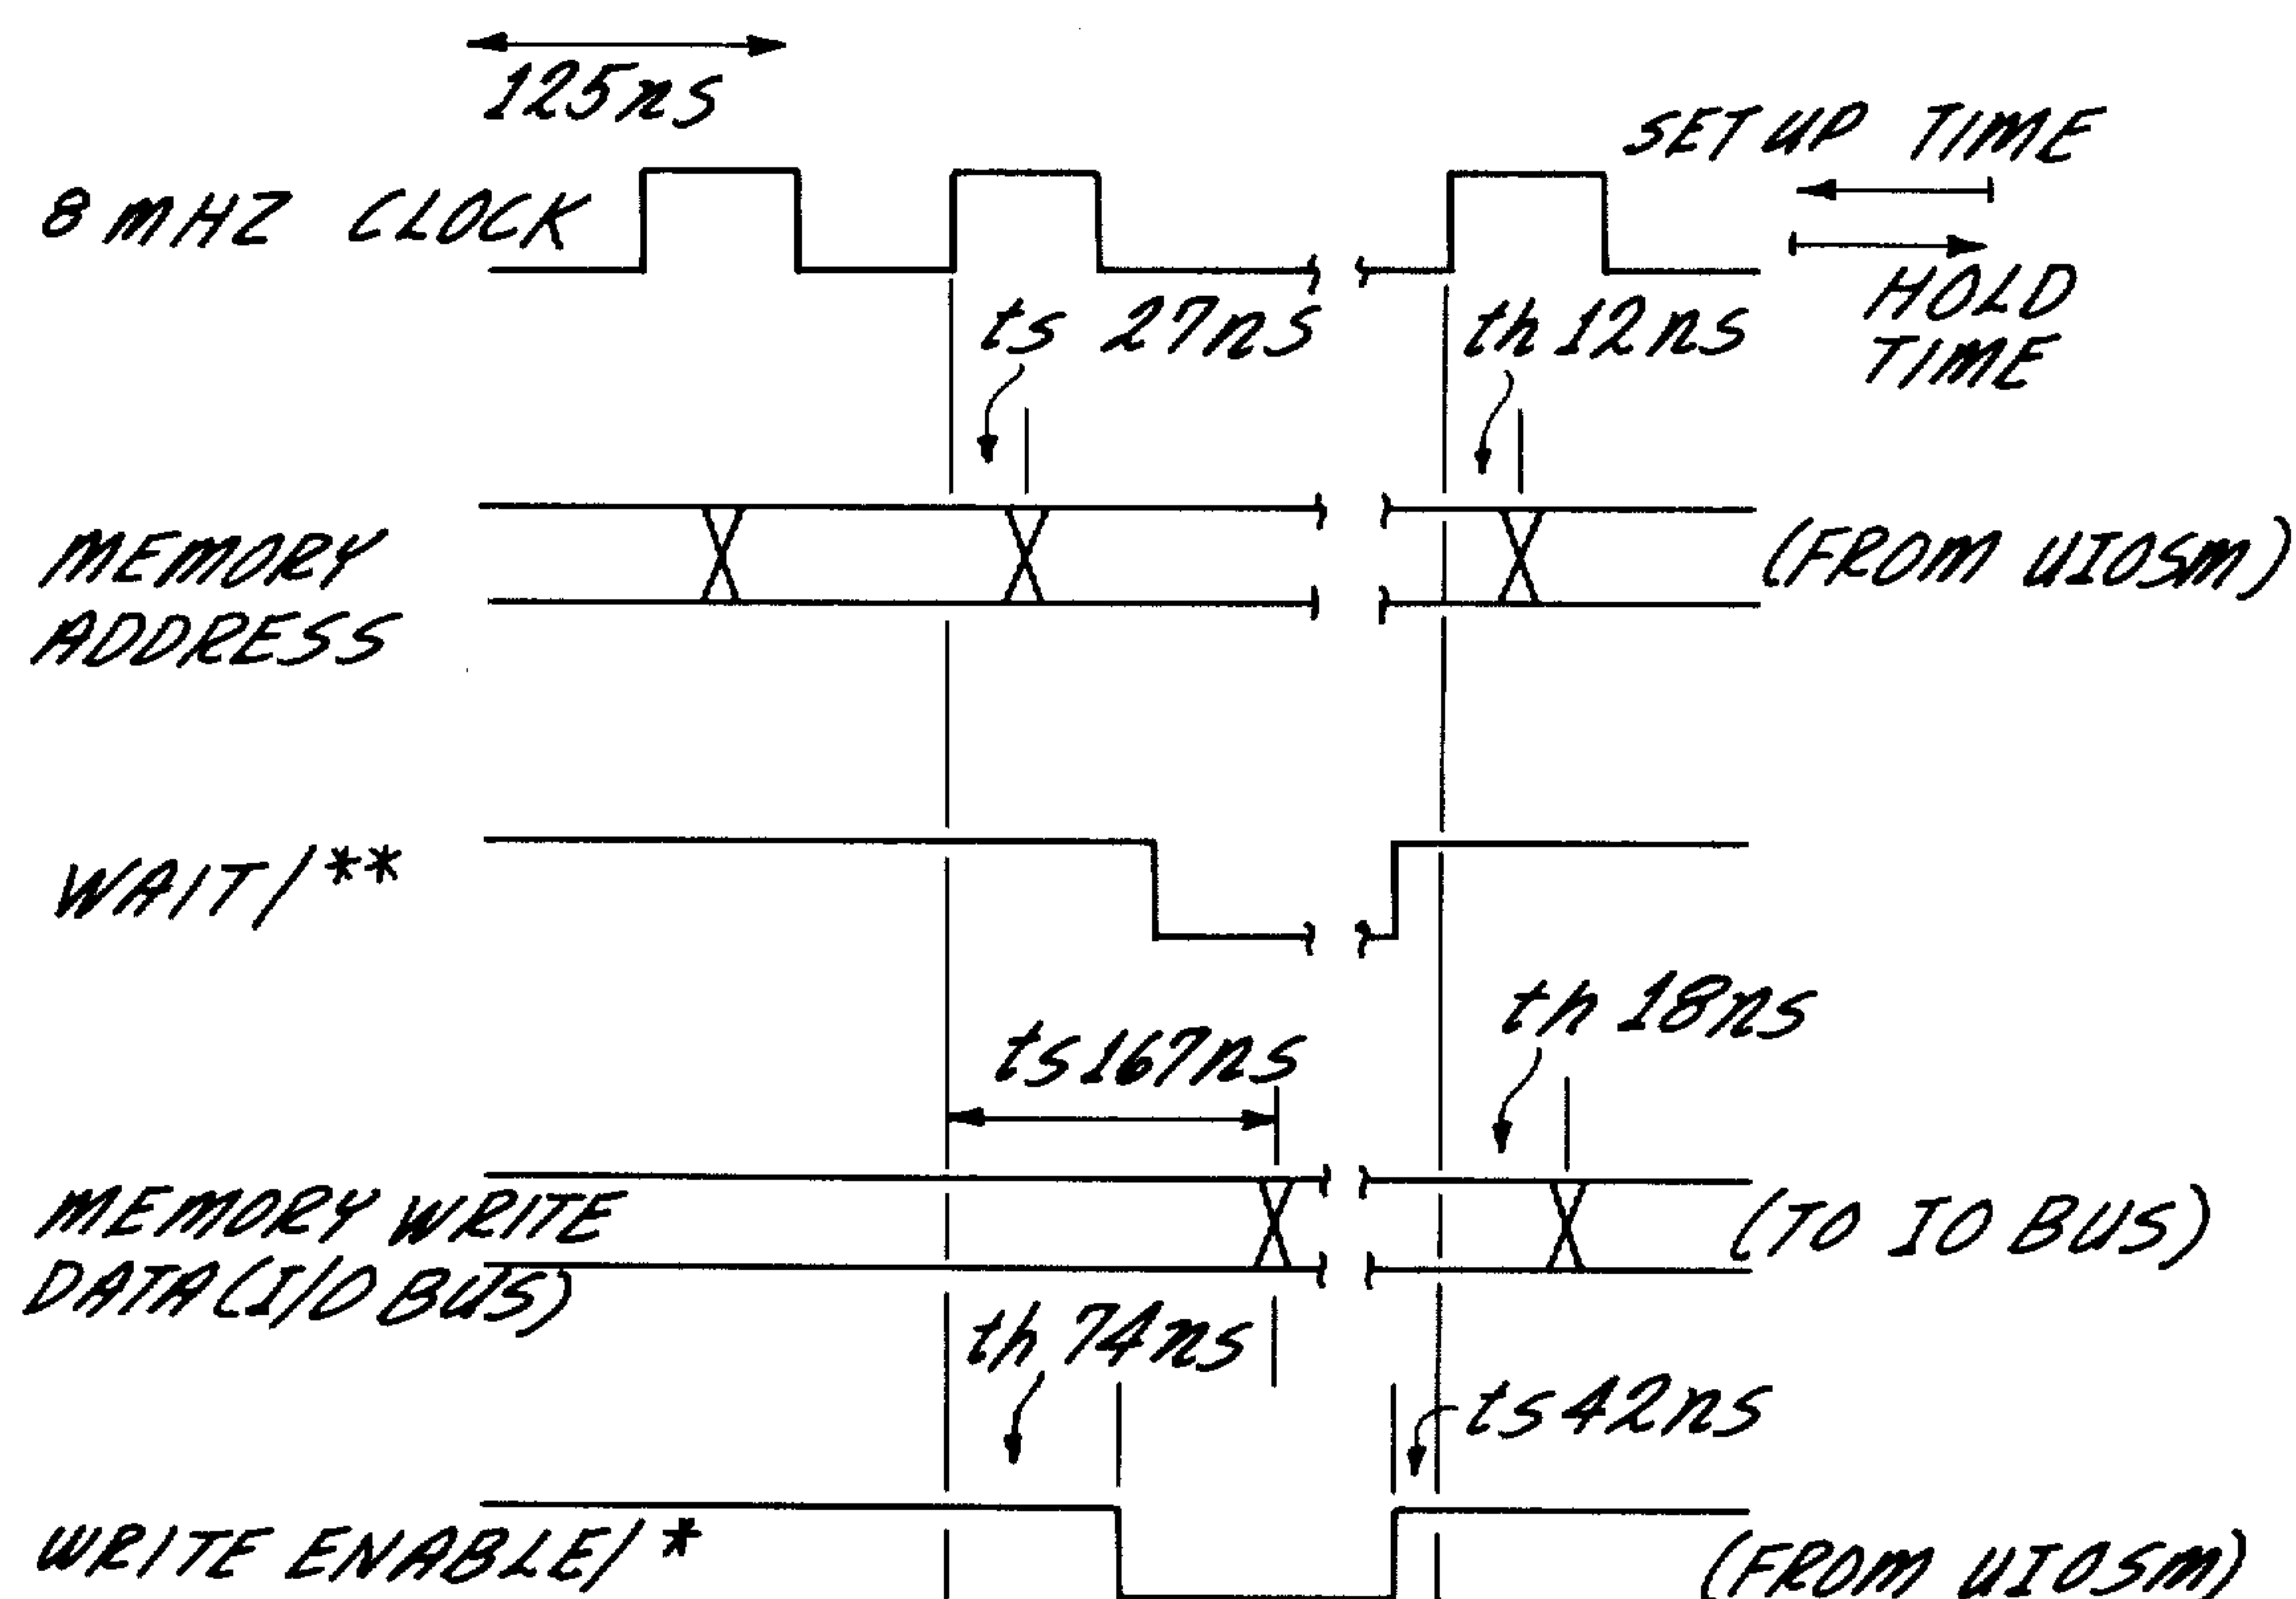 125ns
SET UP TIME
8 MHZ CLOCK
HOLD
TIME
ts 27ns
th 12ns
MEMORY
ADDRESS
(FROM UIOSM)
WAIT/**
th 18ns
ts 167ns
MEMORY WRITE
DATA (I/O BUS)
(TO IO BUS)
th 74ns
ts 42ns
WRITE ENABLE/*
(FROM UIOSM)